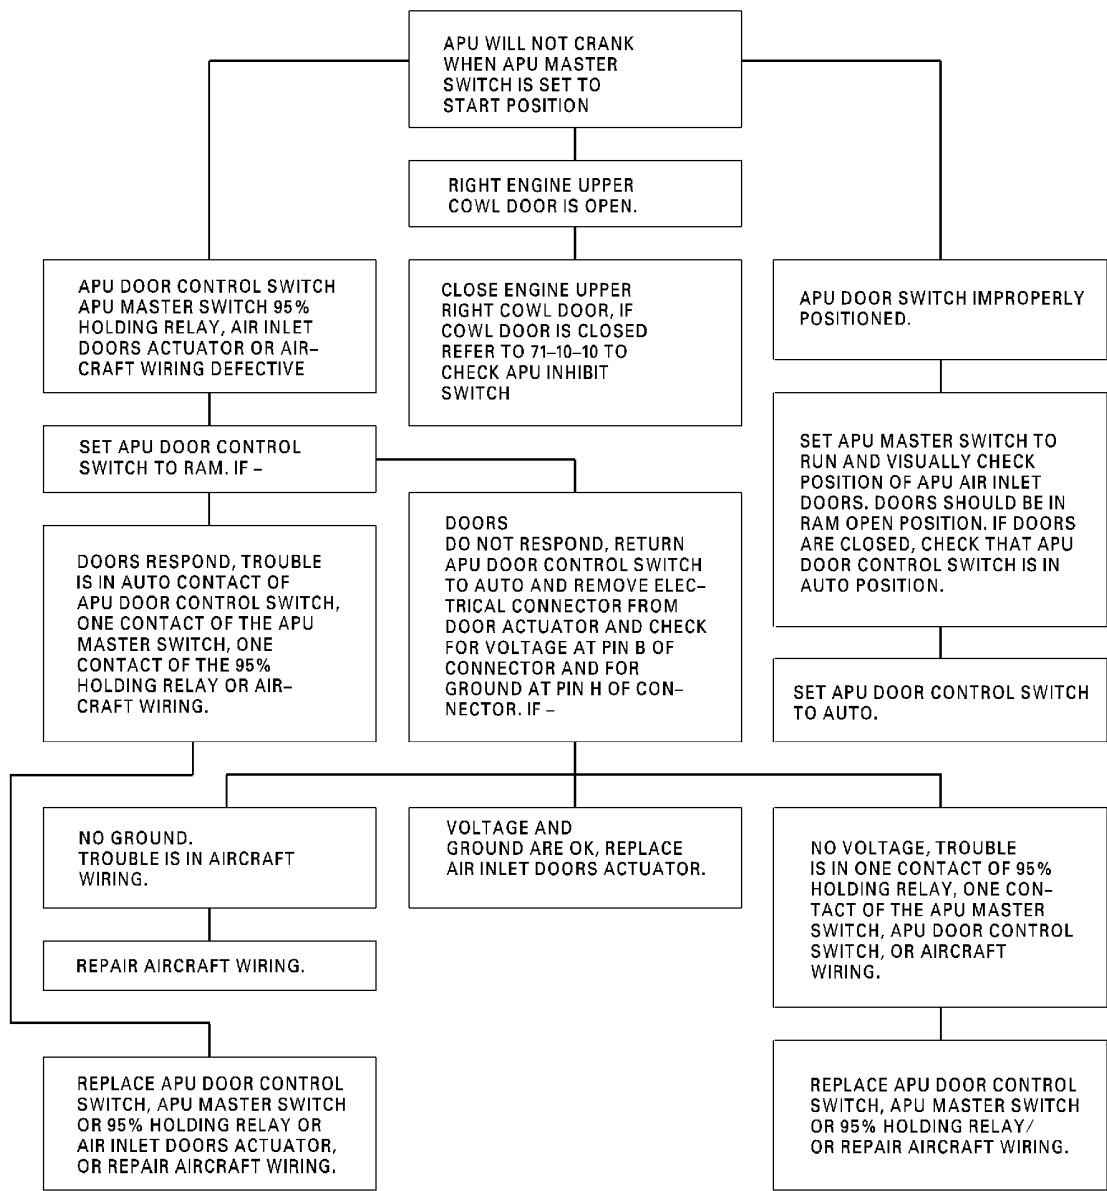 APU WILL NOT CRANK
WHEN APU MASTER
SWITCH IS SET TO
START POSITION
RIGHT ENGINE UPPER
COWL DOOR IS OPEN.
APU DOOR CONTROL SWITCH
APU MASTER SWITCH 95%
HOLDING RELAY, AIR INLET
DOORS ACTUATOR OR AIR–
CRAFT WIRING DEFECTIVE
CLOSE ENGINE UPPER
RIGHT COWL DOOR, IF
COWL DOOR IS CLOSED
REFER TO 71–10–10 TO
CHECK APU INHIBIT
SWITCH
APU DOOR SWITCH IMPROPERLY
POSITIONED.
SET APU DOOR CONTROL
SWITCH TO RAM. IF –
SET APU MASTER SWITCH TO
RUN AND VISUALLY CHECK
POSITION OF APU AIR INLET
DOORS. DOORS SHOULD BE IN
RAM OPEN POSITION. IF DOORS
ARE CLOSED, CHECK THAT APU
DOOR CONTROL SWITCH IS IN
AUTO POSITION.
DOORS RESPOND, TROUBLE
IS IN AUTO CONTACT OF
APU DOOR CONTROL SWITCH,
ONE CONTACT OF THE APU
MASTER SWITCH, ONE
CONTACT OF THE 95%
HOLDING RELAY OR AIR–
CRAFT WIRING.
DOORS
DO NOT RESPOND, RETURN
APU DOOR CONTROL SWITCH
TO AUTO AND REMOVE ELEC–
TRICAL CONNECTOR FROM
DOOR ACTUATOR AND CHECK
FOR VOLTAGE AT PIN B OF
CONNECTOR AND FOR
GROUND AT PIN H OF CON–
NECTOR. IF –
SET APU DOOR CONTROL SWITCH
TO AUTO.
NO GROUND.
TROUBLE IS IN AIRCRAFT
WIRING.
VOLTAGE AND
GROUND ARE OK, REPLACE
AIR INLET DOORS ACTUATOR.
NO VOLTAGE, TROUBLE
IS IN ONE CONTACT OF 95%
HOLDING RELAY, ONE CON–
TACT OF THE APU MASTER
SWITCH, APU DOOR CONTROL
SWITCH, OR AIRCRAFT
WIRING.
REPAIR AIRCRAFT WIRING.
REPLACE APU DOOR CONTROL
SWITCH, APU MASTER SWITCH
OR 95% HOLDING RELAY OR
AIR INLET DOORS ACTUATOR,
OR REPAIR AIRCRAFT WIRING.
REPLACE APU DOOR CONTROL
SWITCH, APU MASTER SWITCH
OR 95% HOLDING RELAY/
OR REPAIR AIRCRAFT WIRING.